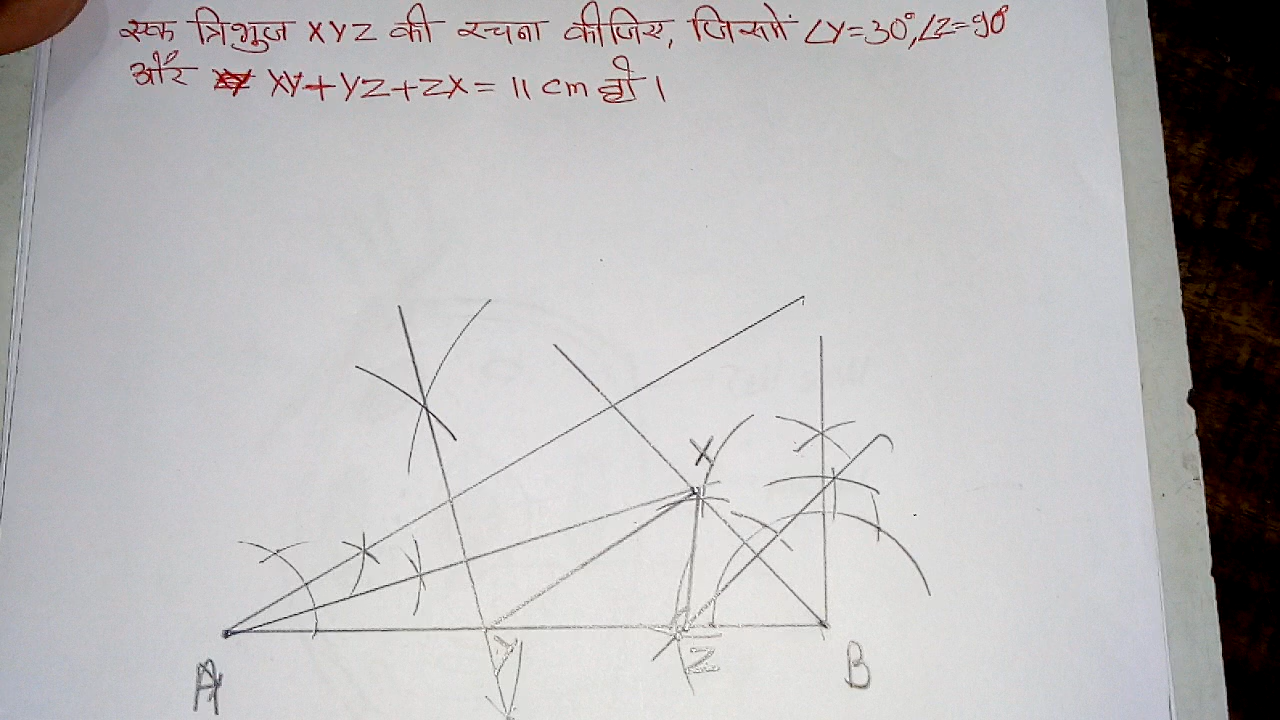 एक त्रिभुज XYZ की रचना कीजिए, जिसमें ∠Y=30°,∠Z=90°
और XY+YZ+ZX= 11 cm हो।
X
A
Y
Z
B